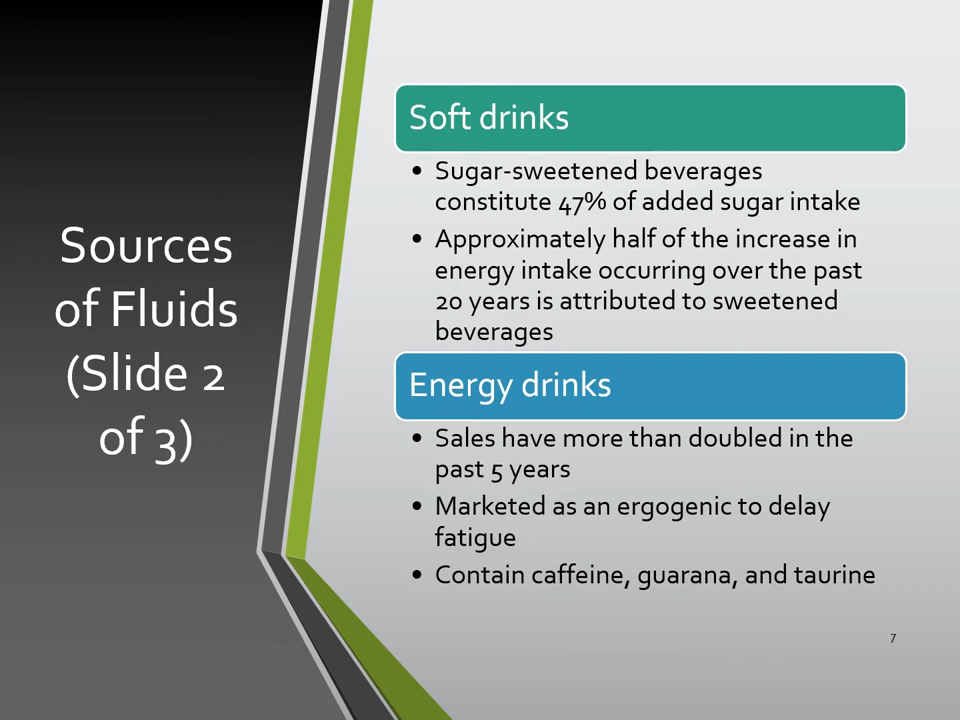 Sources
of Fluids
(Slide 2
of 3)
Soft drinks
• Sugar-sweetened beverages
constitute 47% of added sugar intake
• Approximately half of the increase in
energy intake occurring over the past
20 years is attributed to sweetened
beverages
Energy drinks
• Sales have more than doubled in the
past 5 years
• Marketed as an ergogenic to delay
fatigue
• Contain caffeine, guarana, and taurine
7